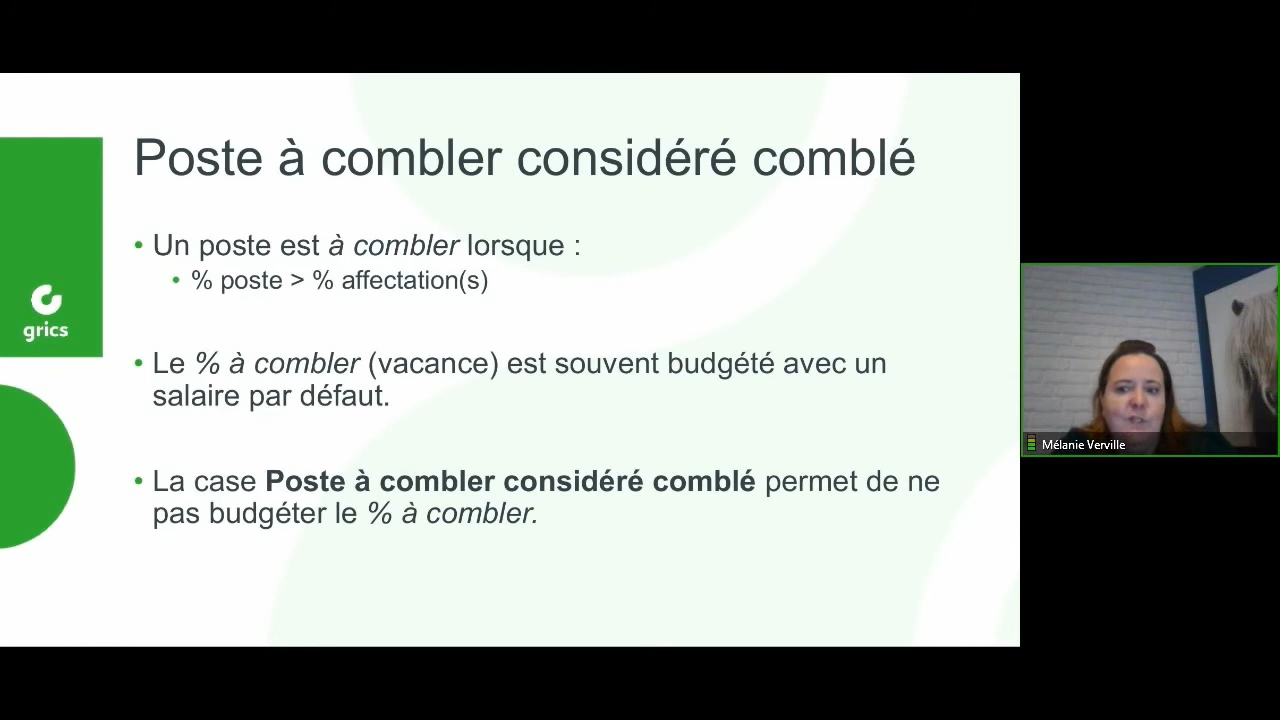 Poste à combler considéré comblé
• Un poste est à combler lorsque :
• % poste > % affectation(s)
• Le % à combler (vacance) est souvent budgété avec un
salaire par défaut.
• La case Poste à combler considéré comblé permet de ne
pas budgéter le % à combler.
grics
Mélanie Verville